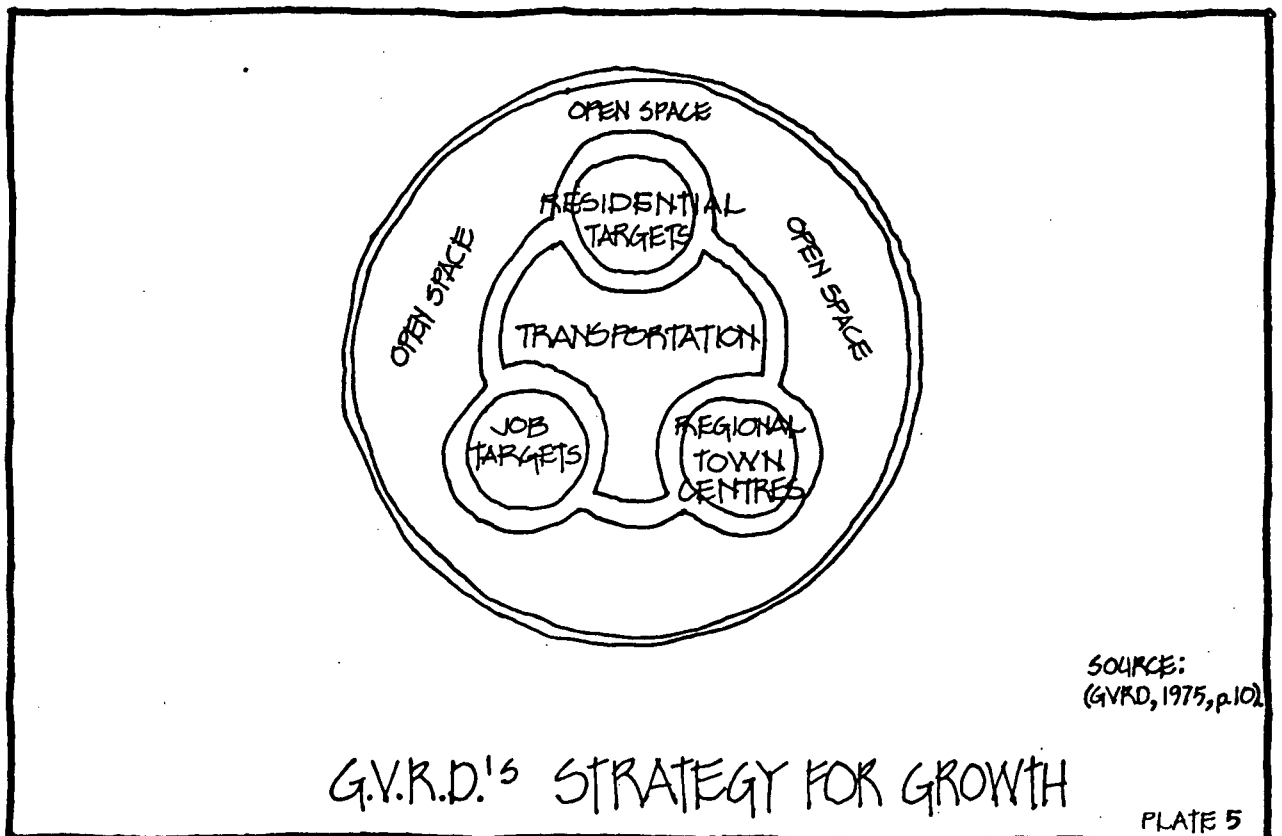 OPEN SPACE
RESIDENTIAL
TARGETS
OPEN SPACE
OPEN SPACE
TRANSPORTATION
JOB
TARGETS
REGIONAL
TOWN
CENTRES
SOURCE:
(GVRD, 1975, p.10)
G.V.R.D.'S STRATEGY FOR GROWTH
PLATE 5